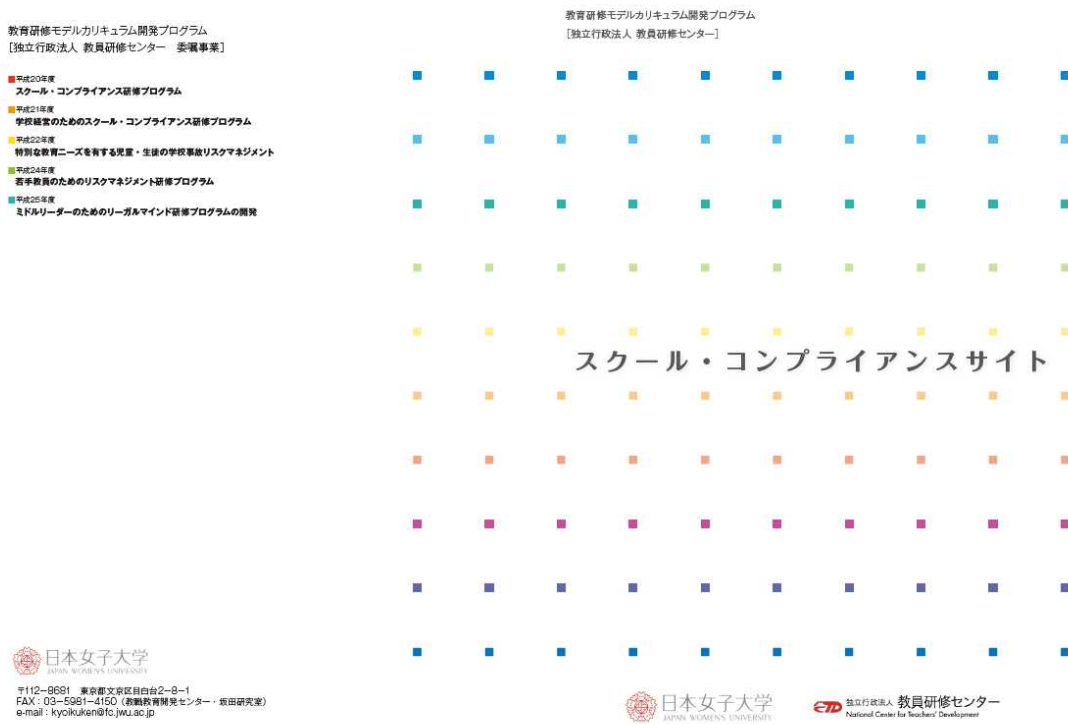 教育研修モデルカリキュラム開発プログラム
[独立行政法人 教員研修センター　委嘱事業]
平成20年度
スクール・コンプライアンス研修プログラム
平成21年度
学校経営のためのスクール・コンプライアンス研修プログラム
平成22年度
特別な教育ニーズを有する児童・生徒の学校事故リスクマネジメント
平成24年度
若手教員のためのリスクマネジメント研修プログラム
平成25年度
ミドルリーダーのためのリーガルマインド研修プログラムの開発
日本女子大学
JAPAN WOMEN'S UNIVERSITY
〒112−8681　東京都文京区目白台2−8−1
FAX：03−5981−4150（教職教育開発センター・坂田研究室）
e-mail：kyoikuken@fc.jwu.ac.jp
教育研修モデルカリキュラム開発プログラム
[独立行政法人 教員研修センター]
スクール・コンプライアンスサイト
日本女子大学
JAPAN WOMEN'S UNIVERSITY
独立行政法人 教員研修センター
National Center for Teachers' Development